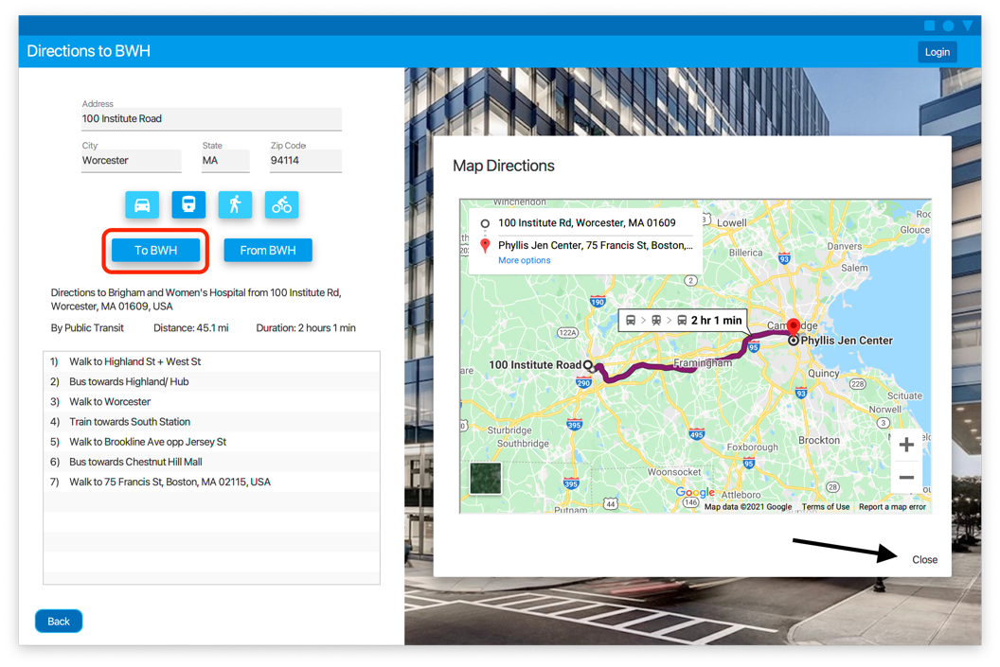 Directions to BWH
Login
Address
100 Institute Road
City
State
Zip Code
Worcester
MA
94114
To BWH
From BWH
Directions to Brigham and Women's Hospital from 100 Institute Rd,
Worcester, MA 01609, USA
By Public Transit
Distance: 45.1 mi
Duration: 2 hours 1 min
1) Walk to Highland St + West St
2) Bus towards Highland/ Hub
3) Walk to Worcester
4) Train towards South Station
5) Walk to Brookline Ave opp Jersey St
6) Bus towards Chestnut Hill Mall
7) Walk to 75 Francis St, Boston, MA 02115, USA
Back
Map Directions
Winchendon
100 Institute Rd, Worcester, MA 01609
Phyllis Jen Center, 75 Francis St, Boston,...
More options
3
Lowell
Glouce
Billerica
93
Danvers
Salem
2
190
122A
2 hr 1 min
Cambridge
Phyllis Jen Center
95
100 Institute Road
Framingham
290
Quincy
93
228
Scituate
Norwell
3
395
495
Sturbridge
Southbridge
Foxborough
Brockton
95
395
Woonsocket
28
Putnam
44
146
Google
Attleboro
Map data ©2021 Google
Terms of Use
Report a map error
Close